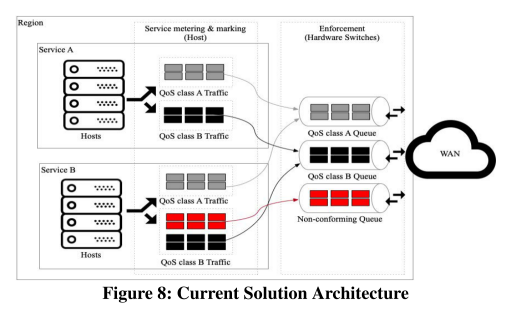 Region
Service metering & marking
(Host)
Enforcement
(Hardware Switches)
Service A
Hosts
QoS class A Traffic
QoS class B Traffic
QoS class A Queue
QoS class B Queue
Non-conforming Queue
WAN
Service B
Hosts
QoS class A Traffic
QoS class B Traffic
Figure 8: Current Solution Architecture